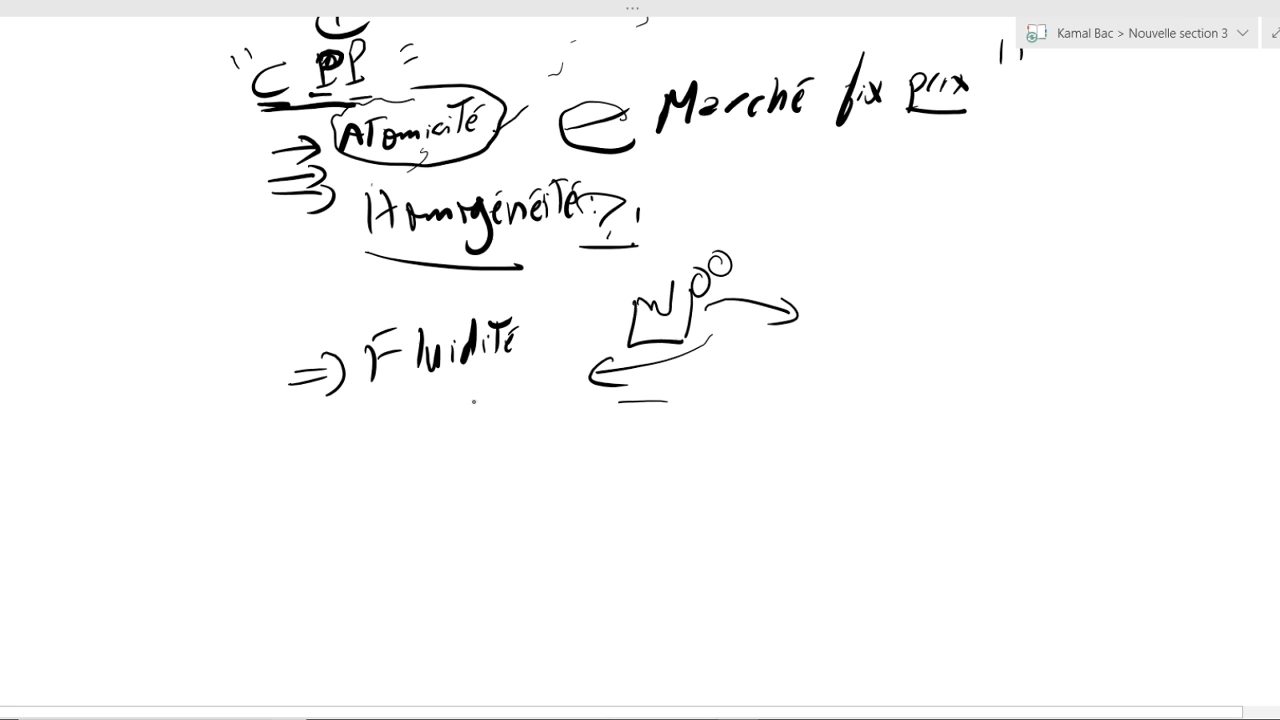 Kamal Bac > Nouvelle section 3
"CPP =
Atomicité e Marché fix prix"
Homogénéité ?
=> Fluidité